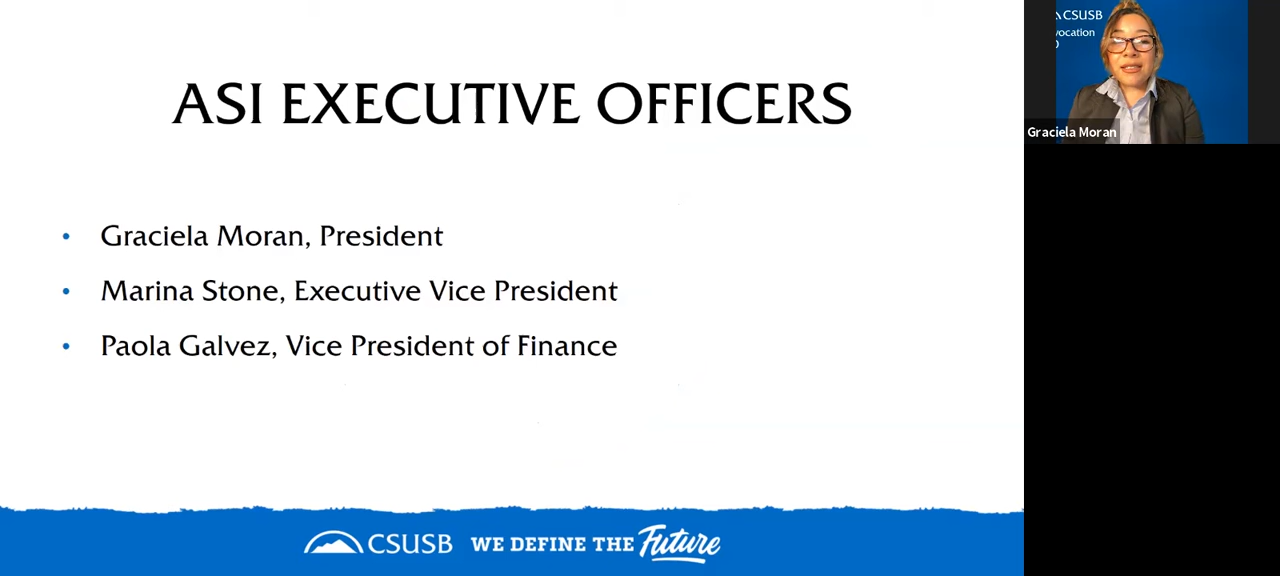 ASI EXECUTIVE OFFICERS
• Graciela Moran, President
• Marina Stone, Executive Vice President
• Paola Galvez, Vice President of Finance
CSUSB WE DEFINE THE Future
CSUSB
vocation
Graciela Moran